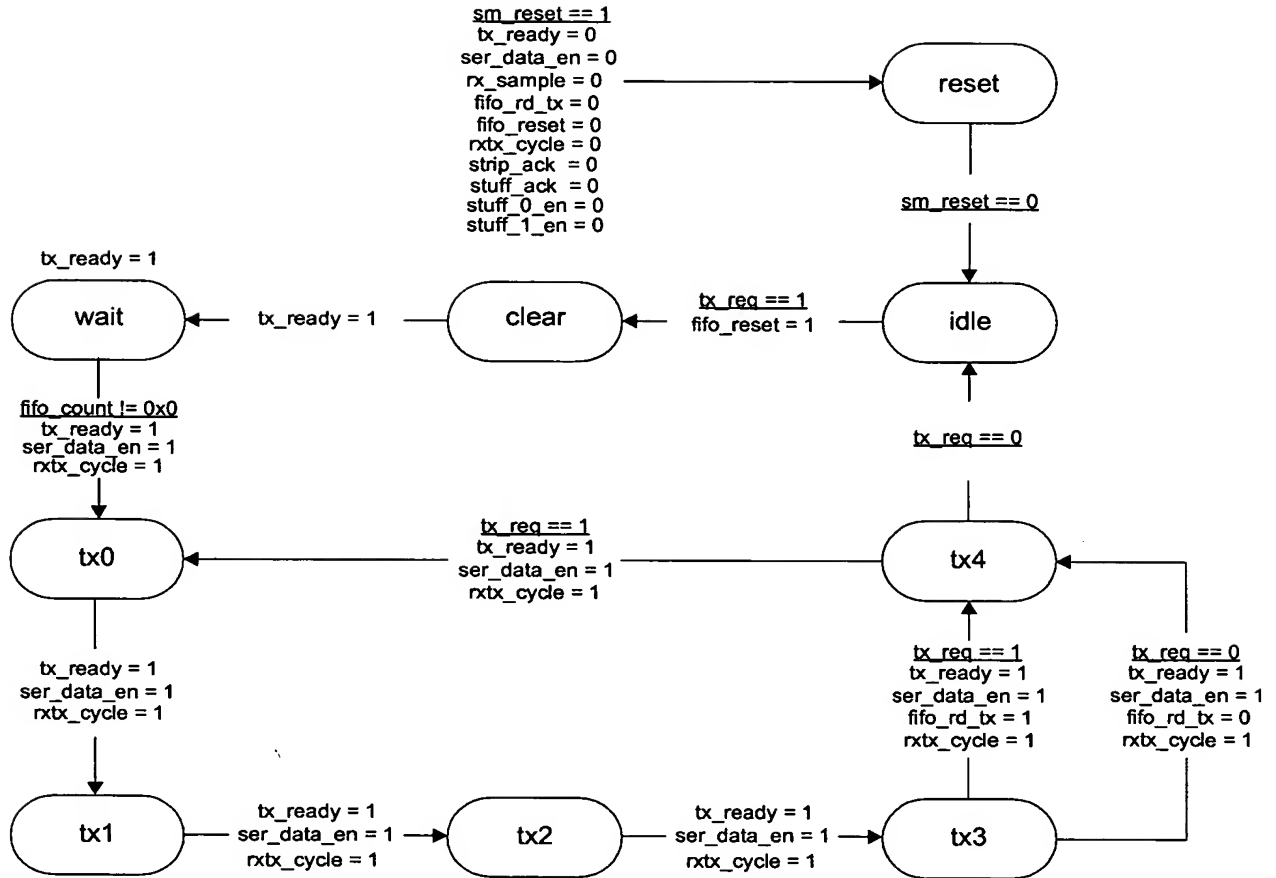 sm_reset == 1
tx_ready = 0
ser_data_en = 0
rx_sample = 0
fifo_rd_tx = 0
fifo_reset = 0
rxtx_cycle = 0
strip_ack = 0
stuff_ack = 0
stuff_0_en = 0
stuff_1_en = 0
reset
sm_reset == 0
tx_ready = 1
wait
tx_ready = 1
clear
tx_req == 1
fifo_reset = 1
idle
fifo_count != 0x0
tx_ready = 1
ser_data_en = 1
rxtx_cycle = 1
tx_req == 0
tx0
tx_req == 1
tx_ready = 1
ser_data_en = 1
rxtx_cycle = 1
tx4
tx_ready = 1
ser_data_en = 1
rxtx_cycle = 1
tx_req == 1
tx_ready = 1
ser_data_en = 1
fifo_rd_tx = 1
rxtx_cycle = 1
tx_req == 0
tx_ready = 1
ser_data_en = 1
fifo_rd_tx = 0
rxtx_cycle = 1
tx1
tx_ready = 1
ser_data_en = 1
rxtx_cycle = 1
tx2
tx_ready = 1
ser_data_en = 1
rxtx_cycle = 1
tx3